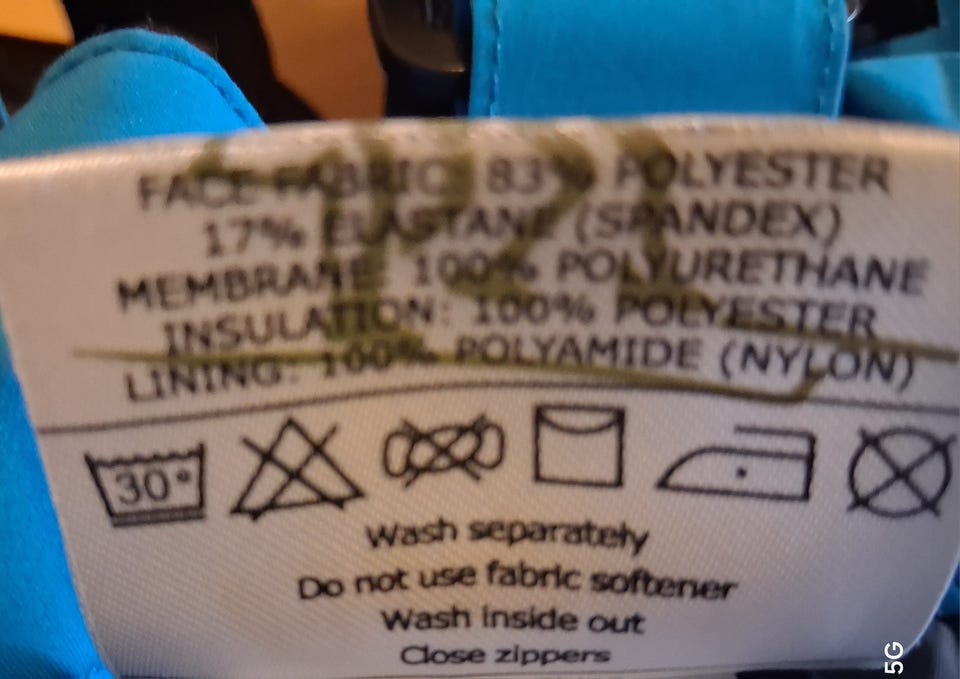 FACE FABRIC: 83% POLYESTER
17% ELASTANE (SPANDEX)
MEMBRANE: 100% POLYURETHANE
INSULATION: 100% POLYESTER
LINING: 100% POLYAMIDE (NYLON)
30°
Wash separately
Do not use fabric softener
Wash inside out
Close zippers
5G